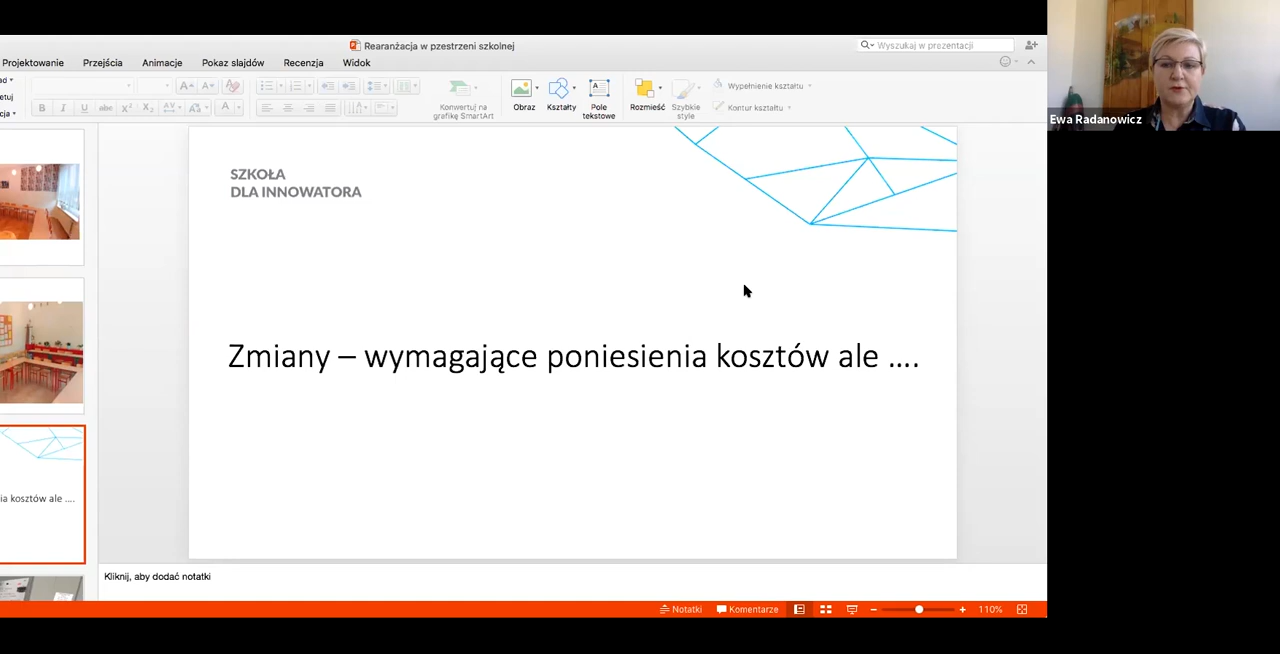 Rearanżacja w pzestrzeni szkolnej
Wyszukaj w prezentacji
Projektowanie Przejścia Animacje Pokaz slajdów Recenzja Widok
Konwertuj na
grafikę SmartArt
Obraz
Kształty
Pole
tekstowe
Rozmieść
Szybkie
style
Wypełnienie kształtu
Kontur kształtu
Ewa Radanowicz
SZKOŁA
DLA INNOWATORA
Zmiany – wymagające poniesienia kosztów ale ....
ia kosztów ale ....
Kliknij, aby dodać notatki
Notatki Komentarze 110%